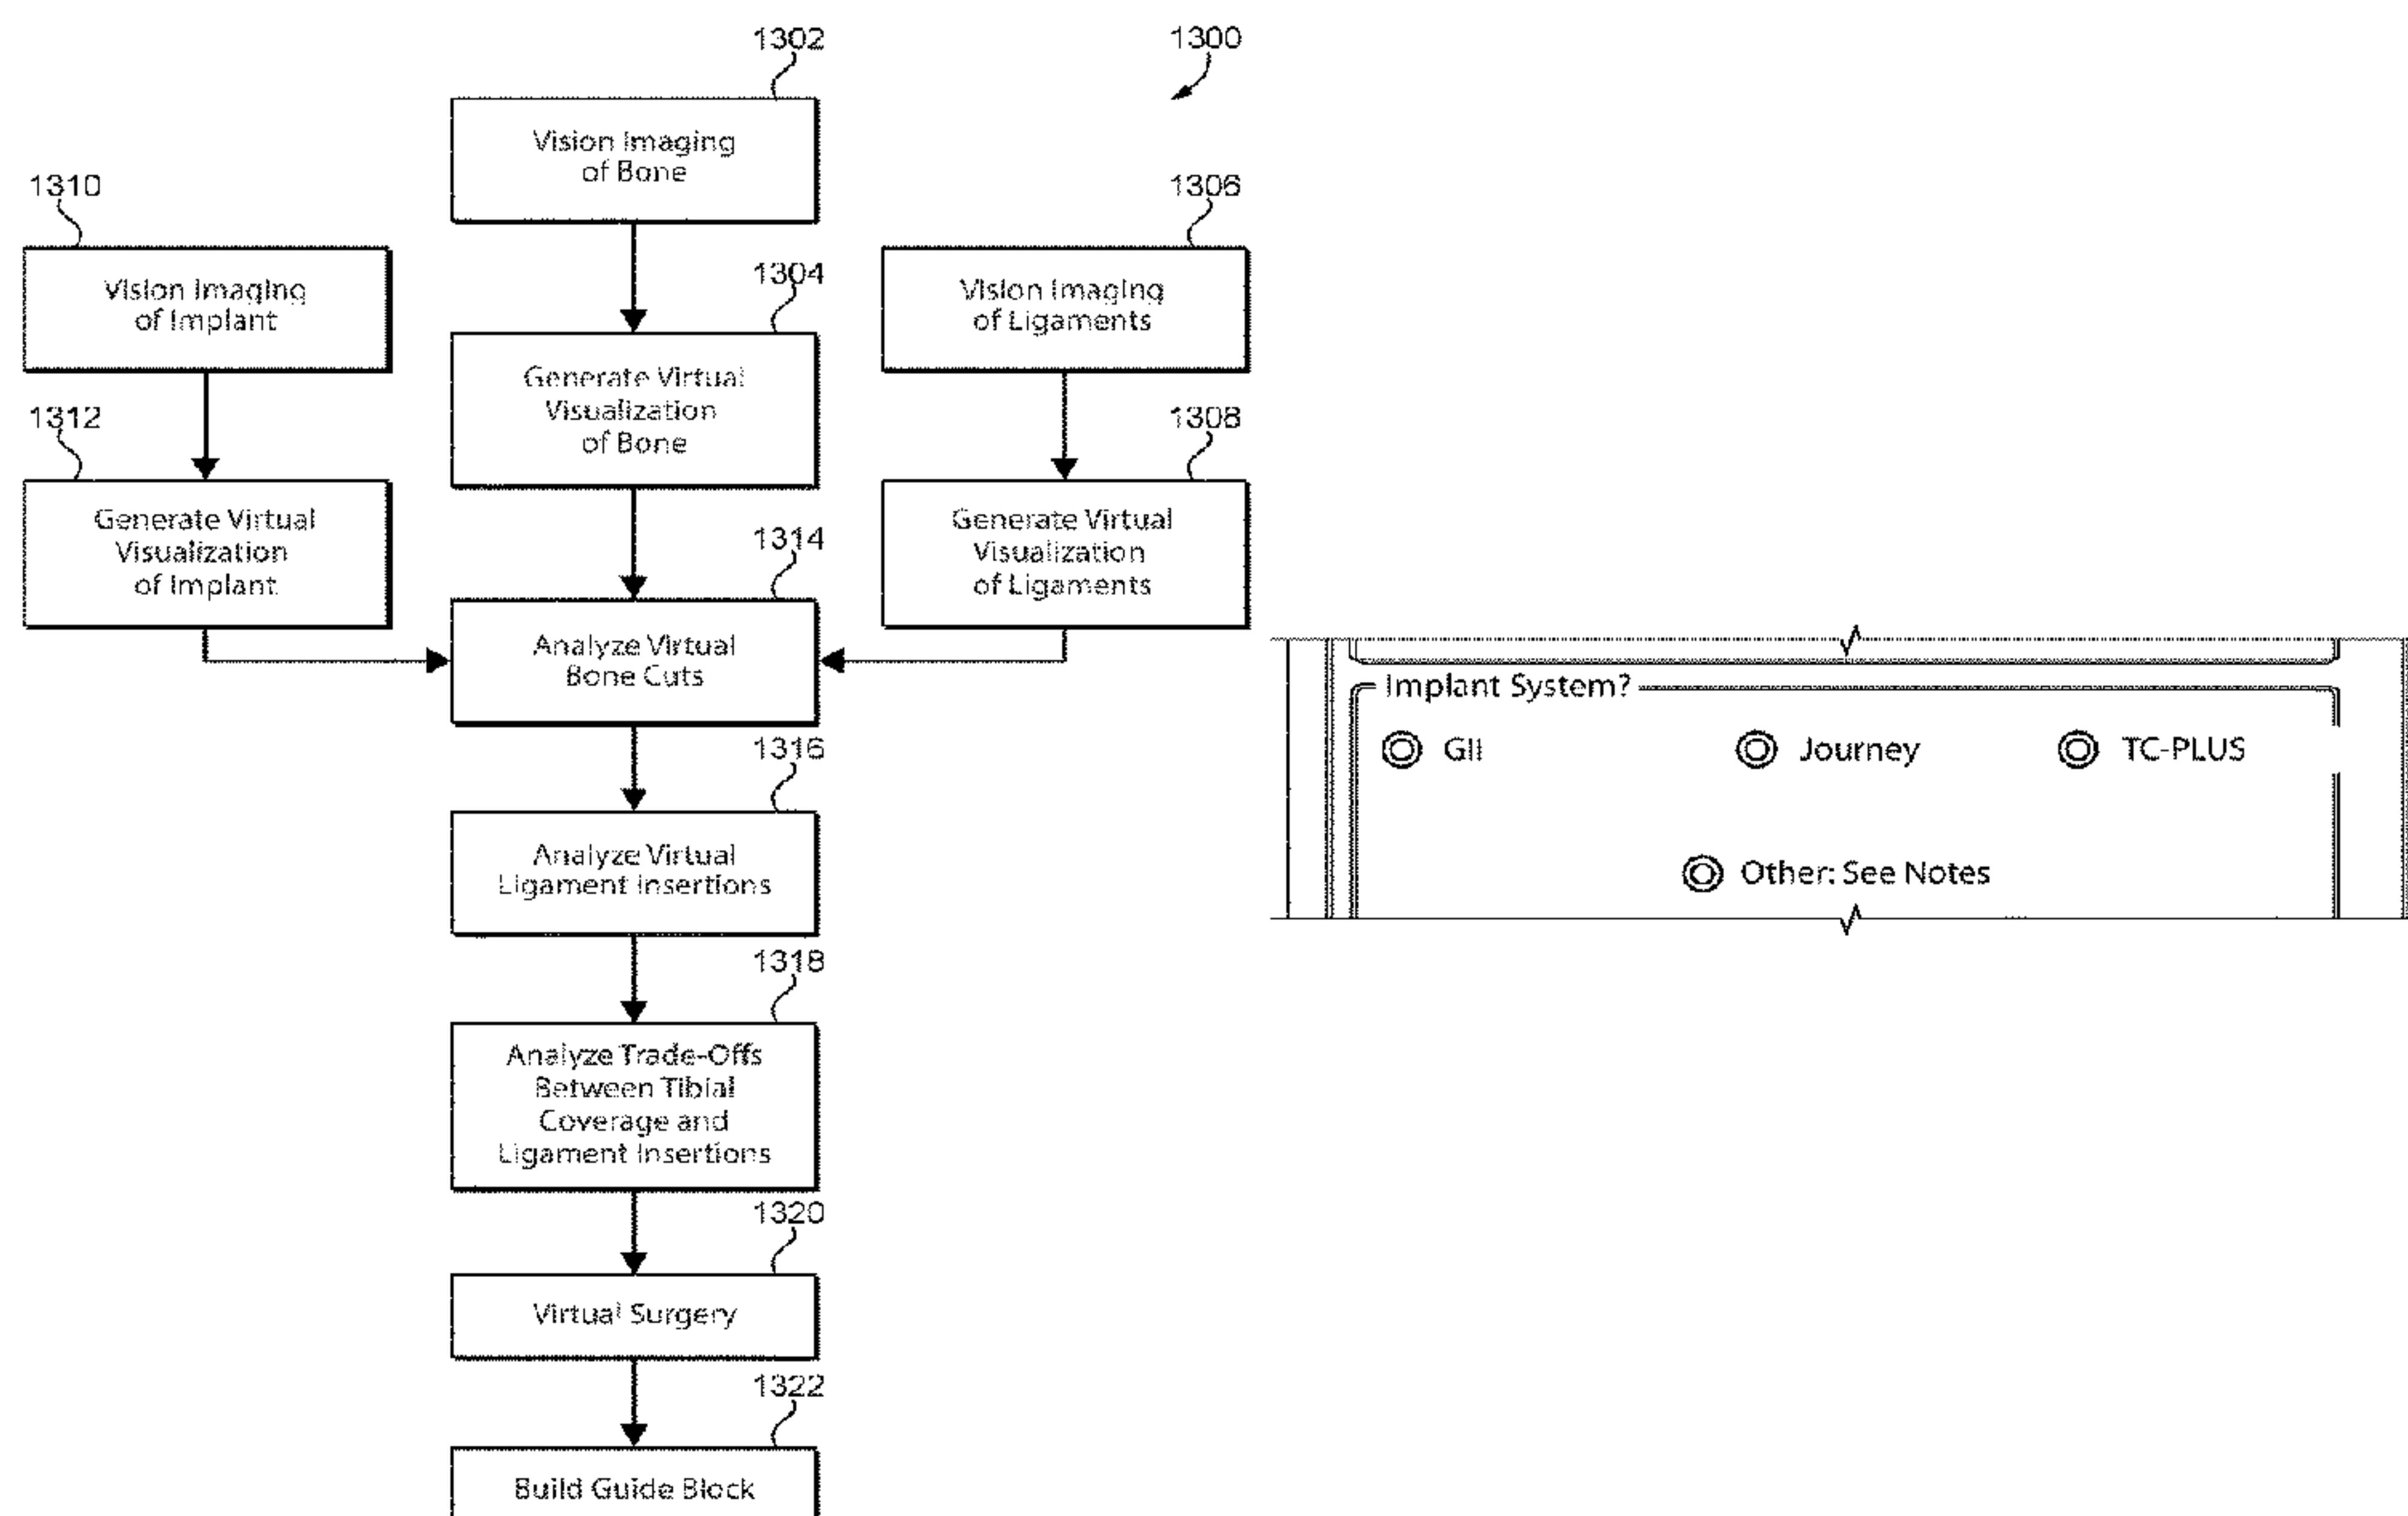 1302
1300
Vision Imaging
of Bone
1310
1306
Vision Imaging
of Implant
1304
Vision Imaging
of Ligaments
Generate Virtual
Visualization
of Bone
1312
1308
Generate Virtual
Visualization
of Implant
Generate Virtual
Visualization
of Ligaments
1314
Analyze Virtual
Bone Cuts
1316
Analyze Virtual
Ligament Insertions
1318
Analyze Trade-Offs
Between Tibial
Coverage and
Ligament Insertions
1320
Virtual Surgery
1322
Build Guide Block
Implant System?
GII
Journey
TC-PLUS
Other: See Notes